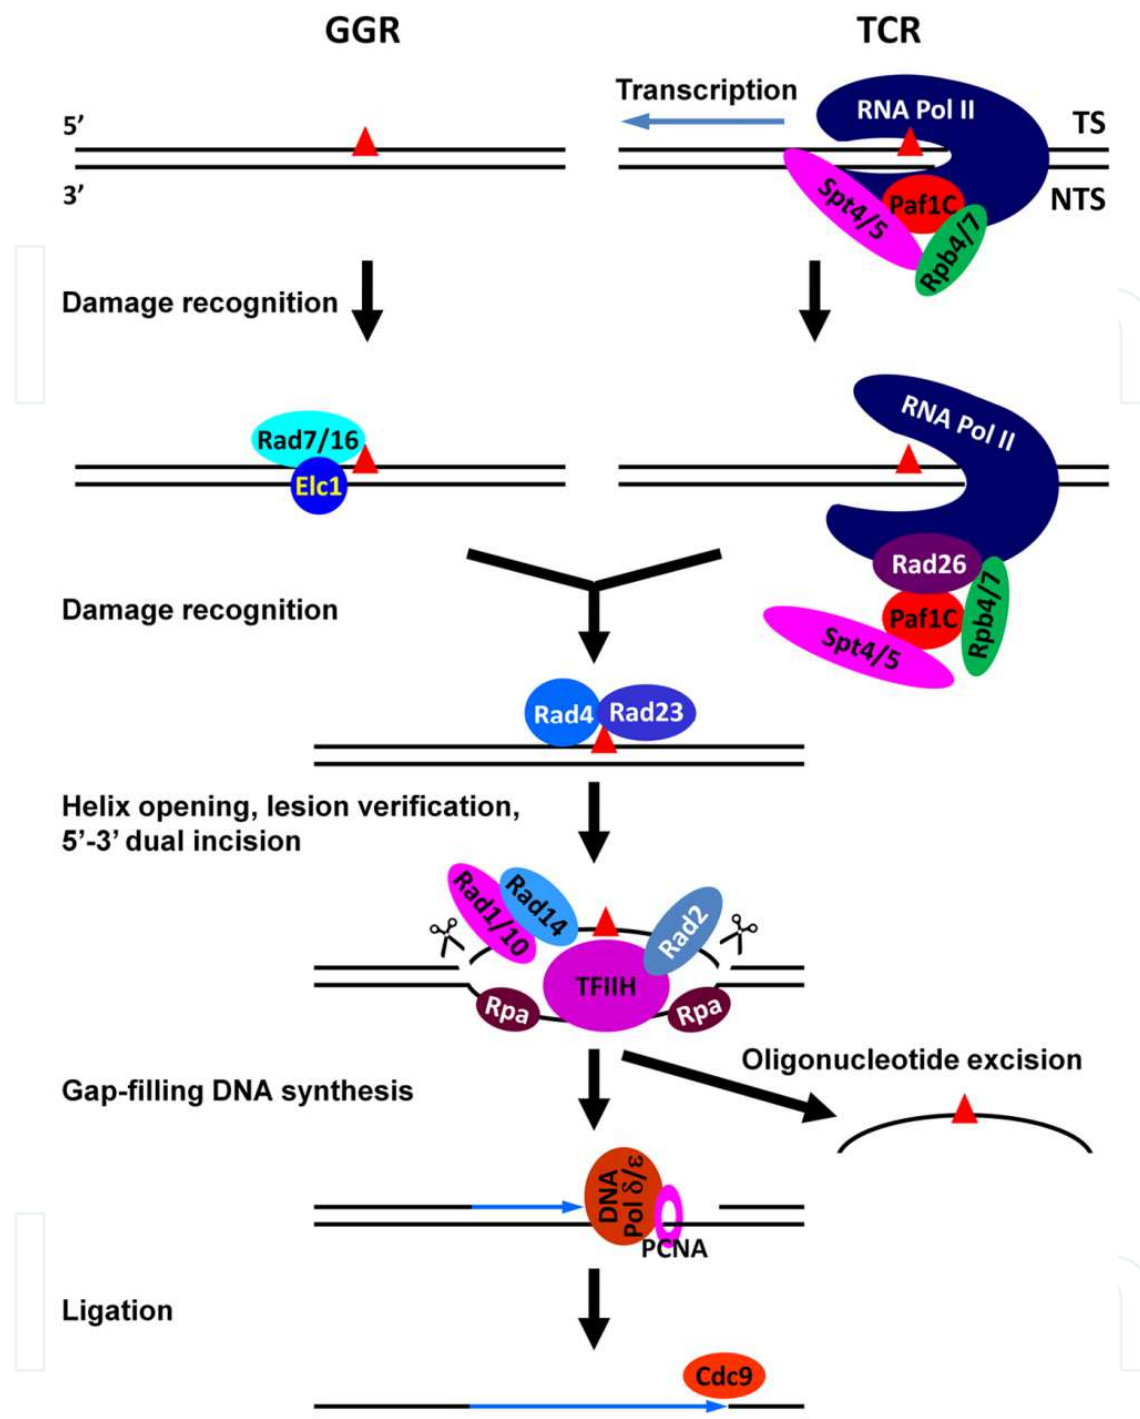 GGR
TCR
Transcription
RNA Pol II
5’
TS
3’
Spt4/5
Paf1C
NTS
Rpb4/7
Damage recognition
RNA Pol II
Rad7/16
Elc1
Rad26
Damage recognition
Paf1C
Rpb4/7
Spt4/5
Rad4
Rad23
Helix opening, lesion verification,
5’-3’ dual incision
Rad1/10
Rad14
Rad2
TFIIH
Rpa
Rpa
Oligonucleotide excision
Gap-filling DNA synthesis
DNA
Pol δ/ε
PCNA
Ligation
Cdc9